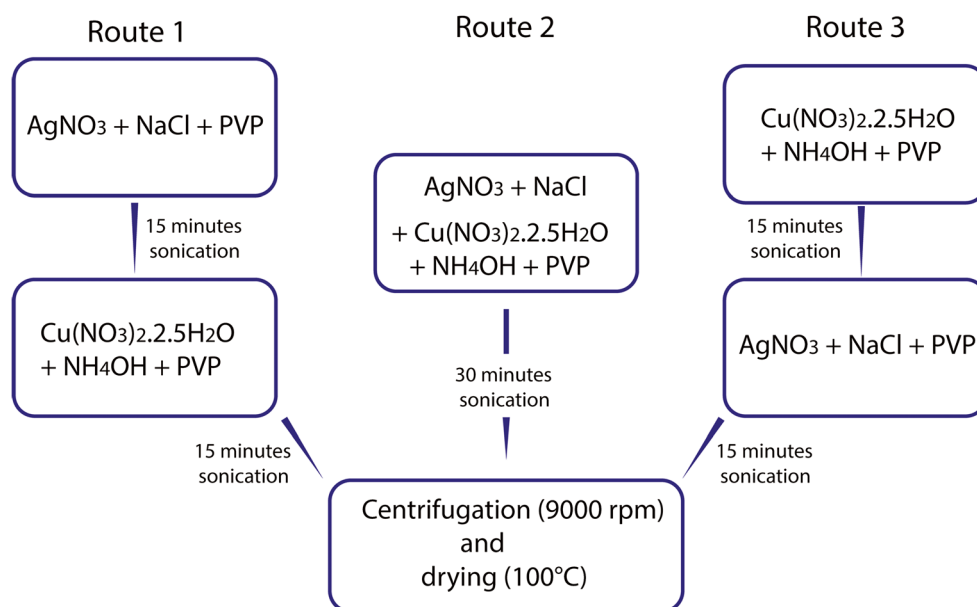 Route 1
AgNO3 + NaCl + PVP
15 minutes
sonication
Cu(NO3)2.2.5H2O
+ NH4OH + PVP
15 minutes
sonication
Route 2
AgNO3 + NaCl
+ Cu(NO3)2.2.5H2O
+ NH4OH + PVP
30 minutes
sonication
Route 3
Cu(NO3)2.2.5H2O
+ NH4OH + PVP
15 minutes
sonication
AgNO3 + NaCl + PVP
15 minutes
sonication
Centrifugation (9000 rpm)
and
drying (100°C)